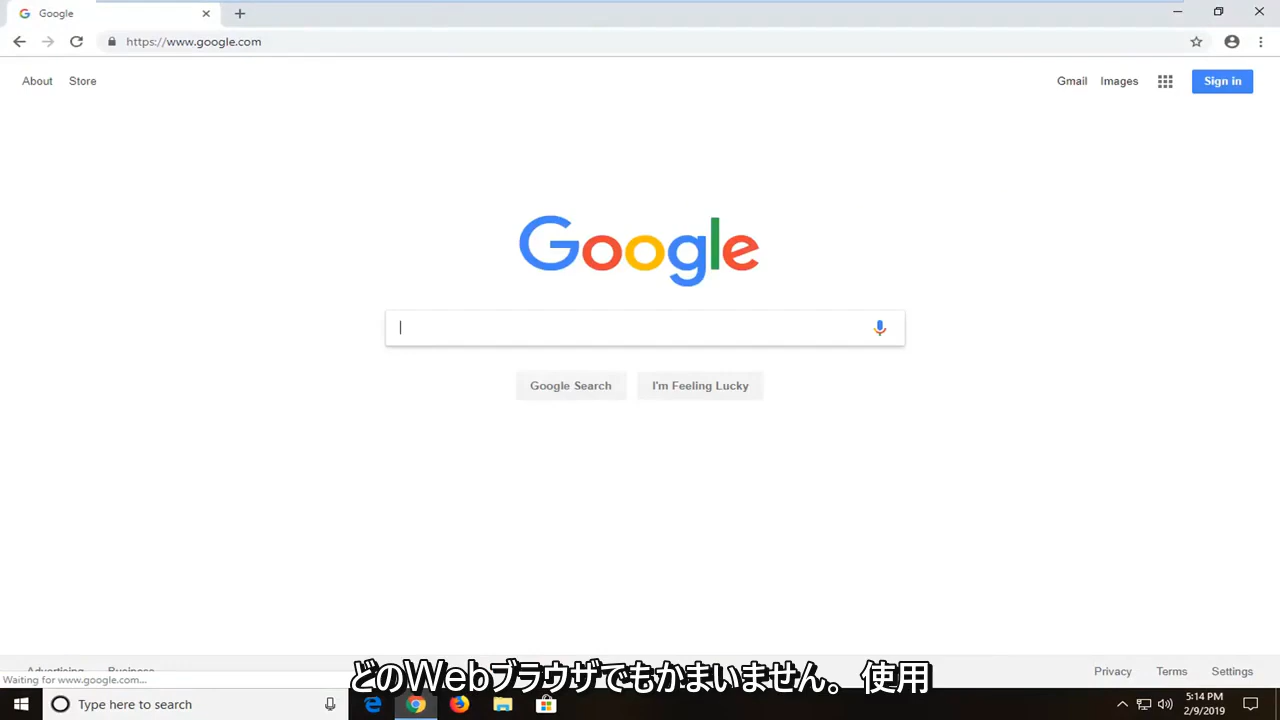 Google
https://www.google.com
About Store Gmail Images Sign in
Google
Google Search I'm Feeling Lucky
Advertising Business Privacy Terms Settings
Waiting for www.google.com...
どのWebブラウザでもかまいません。使用
Type here to search
5:14 PM
2/9/2019